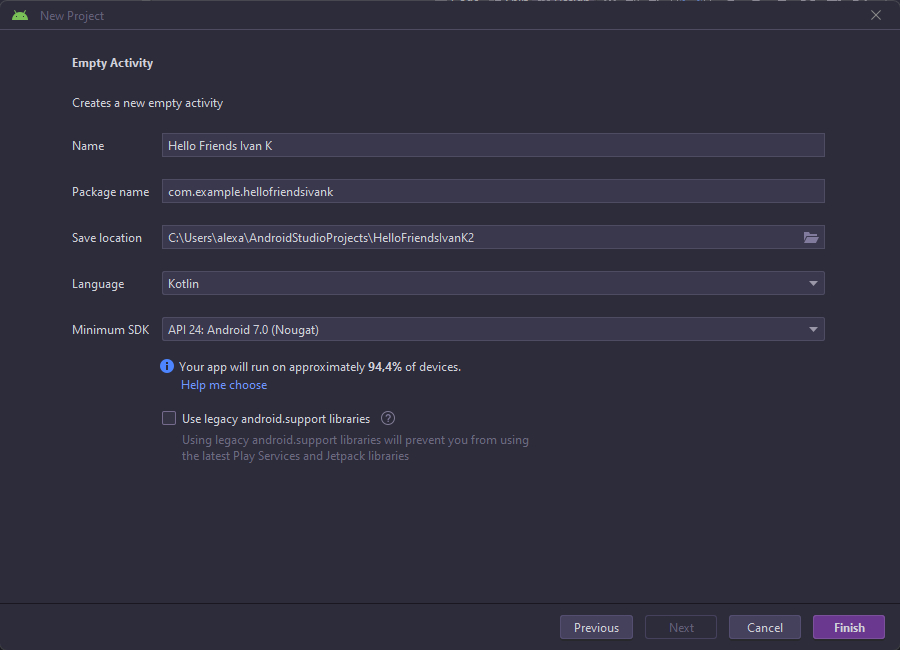 New Project
Empty Activity
Creates a new empty activity
Name Hello Friends Ivan K
Package name com.example.hellofriendsivank
Save location C:\Users\alexa\AndroidStudioProjects\HelloFriendsIvanK2
Language Kotlin
Minimum SDK API 24: Android 7.0 (Nougat)
Your app will run on approximately 94,4% of devices.
Help me choose
Use legacy android.support libraries ?
Using legacy android.support libraries will prevent you from using
the latest Play Services and Jetpack libraries
Previous Next Cancel Finish